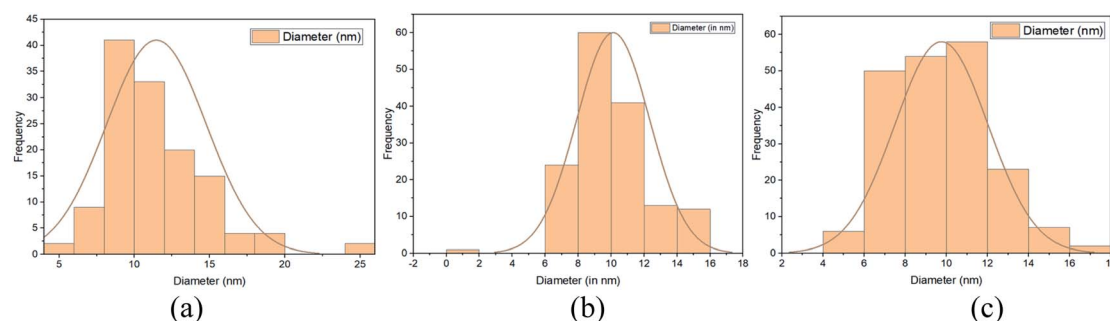 45
40
35
30
25
20
15
10
5
0
Frequency
Diameter (nm)
5 10 15 20 25
Diameter (nm)
(a)
60
50
40
30
20
10
0
Frequency
Diameter (in nm)
-2 0 2 4 6 8 10 12 14 16 18
Diameter (in nm)
(b)
60
50
40
30
20
10
0
Frequency
Diameter (nm)
2 4 6 8 10 12 14 16 18
Diameter (nm)
(c)